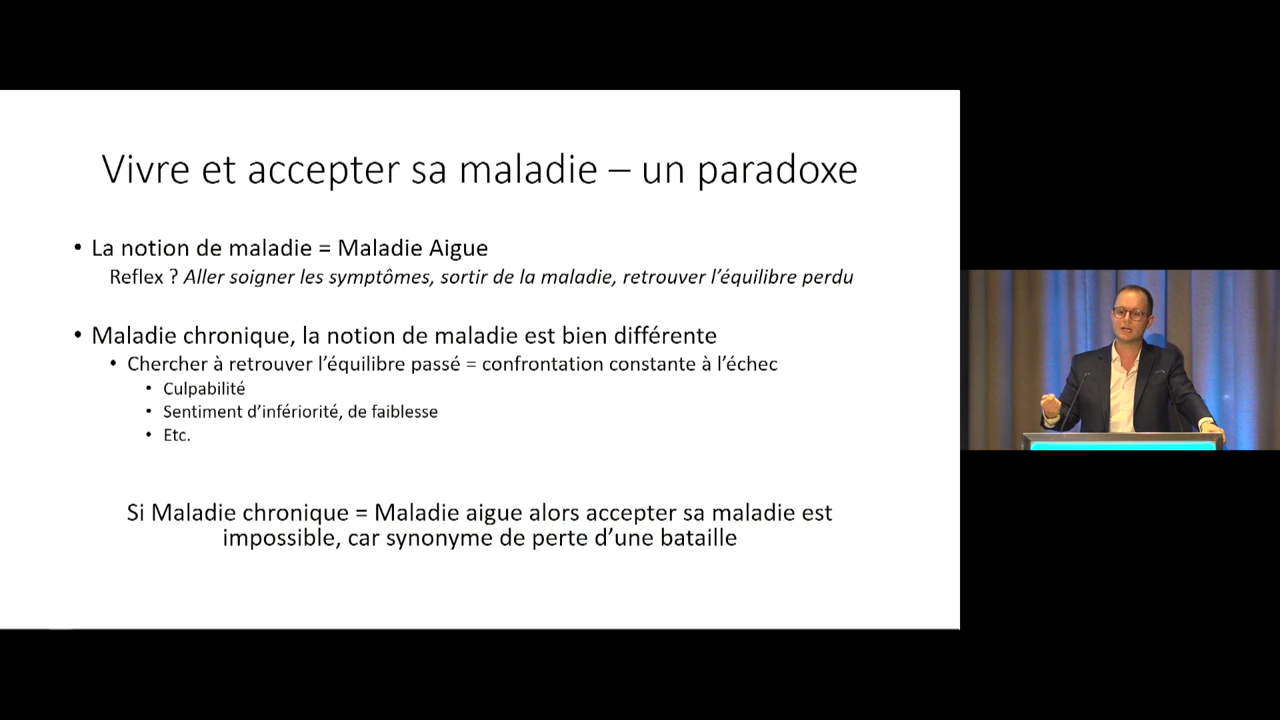 Vivre et accepter sa maladie – un paradoxe
• La notion de maladie = Maladie Aigue
Reflex ? Aller soigner les symptômes, sortir de la maladie, retrouver l’équilibre perdu
• Maladie chronique, la notion de maladie est bien différente
• Chercher à retrouver l’équilibre passé = confrontation constante à l’échec
• Culpabilité
• Sentiment d’infériorité, de faiblesse
• Etc.
Si Maladie chronique = Maladie aigue alors accepter sa maladie est
impossible, car synonyme de perte d’une bataille